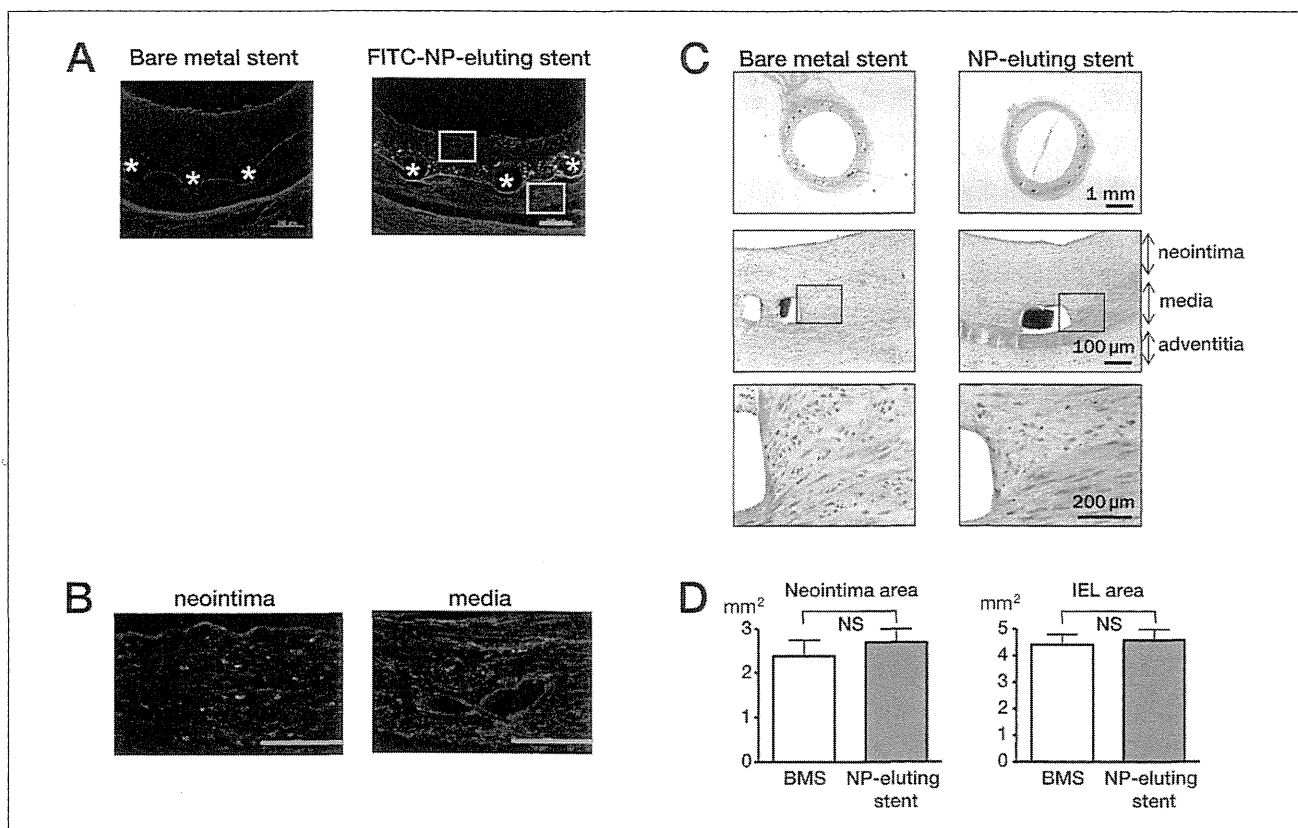 A
Bare metal stent
FITC-NP-eluting stent
*
*
*
*
*
*
C
Bare metal stent
NP-eluting stent
1 mm
neointima
media
adventitia
100 µm
200 µm
B
neointima
media
D
Neointima area
mm²
NS
3
2
1
0
BMS
NP-eluting
stent
IEL area
mm²
NS
5
4
3
2
1
0
BMS
NP-eluting
stent